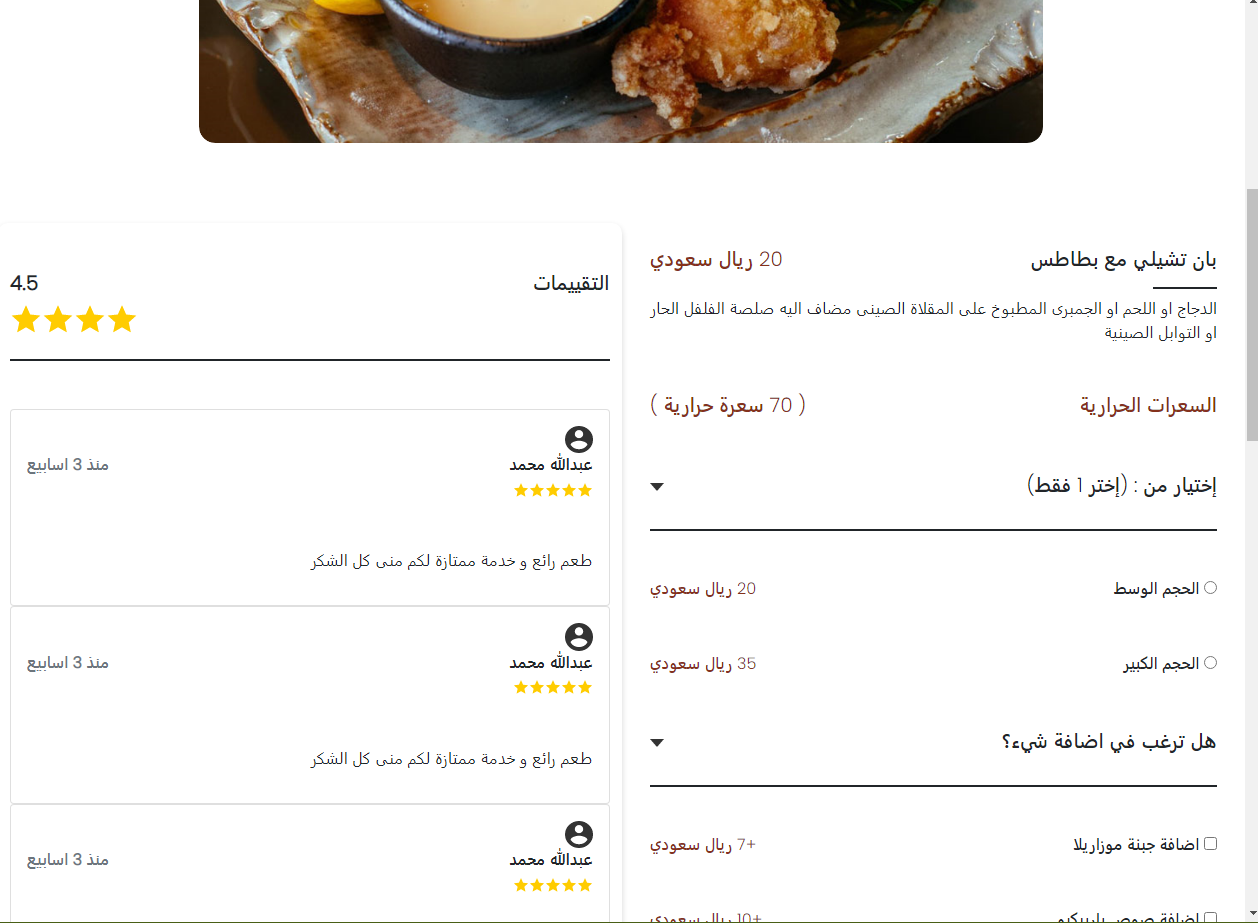 بان تشيلي مع بطاطس
20 ريال سعودي
الدجاج او اللحم او الجمبرى المطبوخ على المقلاة الصينى مضاف اليه صلصة الفلفل الحار
او التوابل الصينية
السعرات الحرارية
( 70 سعرة حرارية )
إختيار من : (إختر 1 فقط)
الحجم الوسط
20 ريال سعودي
الحجم الكبير
35 ريال سعودي
هل ترغب في اضافة شيء؟
اضافة جبنة موزاريلا
+7 ريال سعودي
اضافة صوص باربيكيو
+10 ريال سعودي
التقييمات
4.5
عبدالله محمد
منذ 3 اسابيع
طعم رائع و خدمة ممتازة لكم منى كل الشكر
عبدالله محمد
منذ 3 اسابيع
طعم رائع و خدمة ممتازة لكم منى كل الشكر
عبدالله محمد
منذ 3 اسابيع